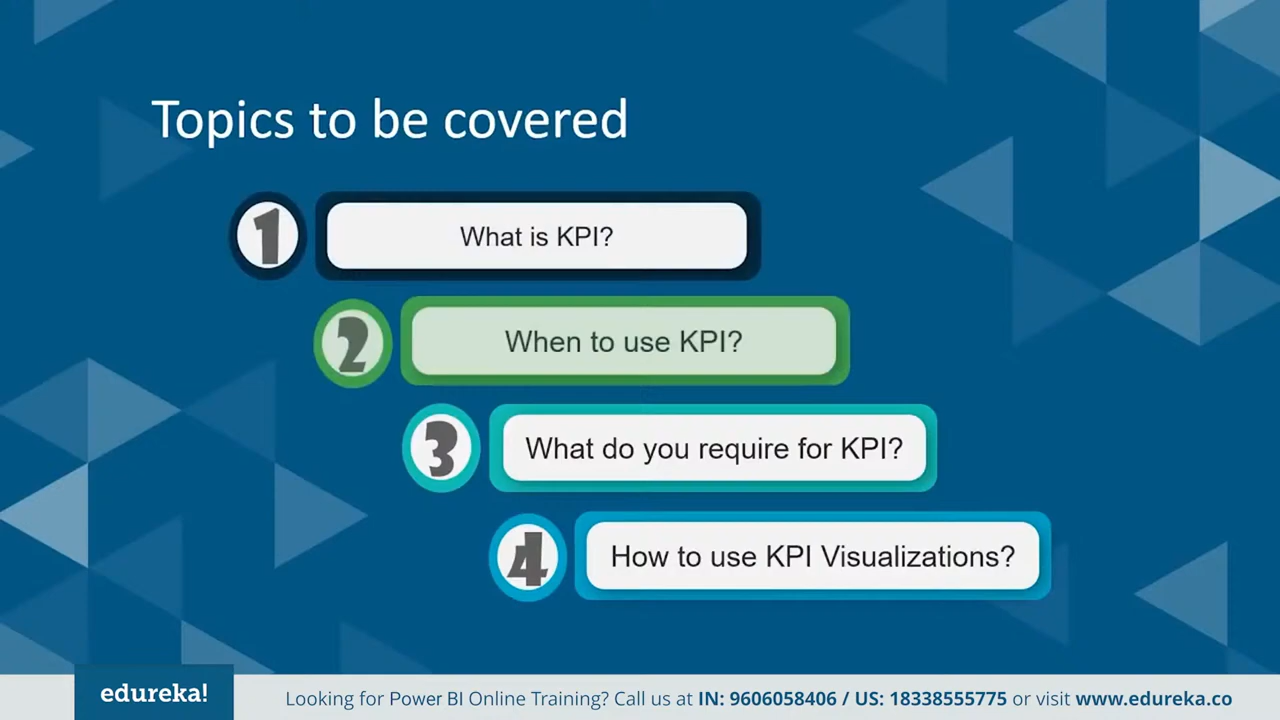 Topics to be covered
1
What is KPI?
2
When to use KPI?
3
What do you require for KPI?
4
How to use KPI Visualizations?
edureka!
Looking for Power BI Online Training? Call us at IN: 9606058406 / US: 18338555775 or visit www.edureka.co